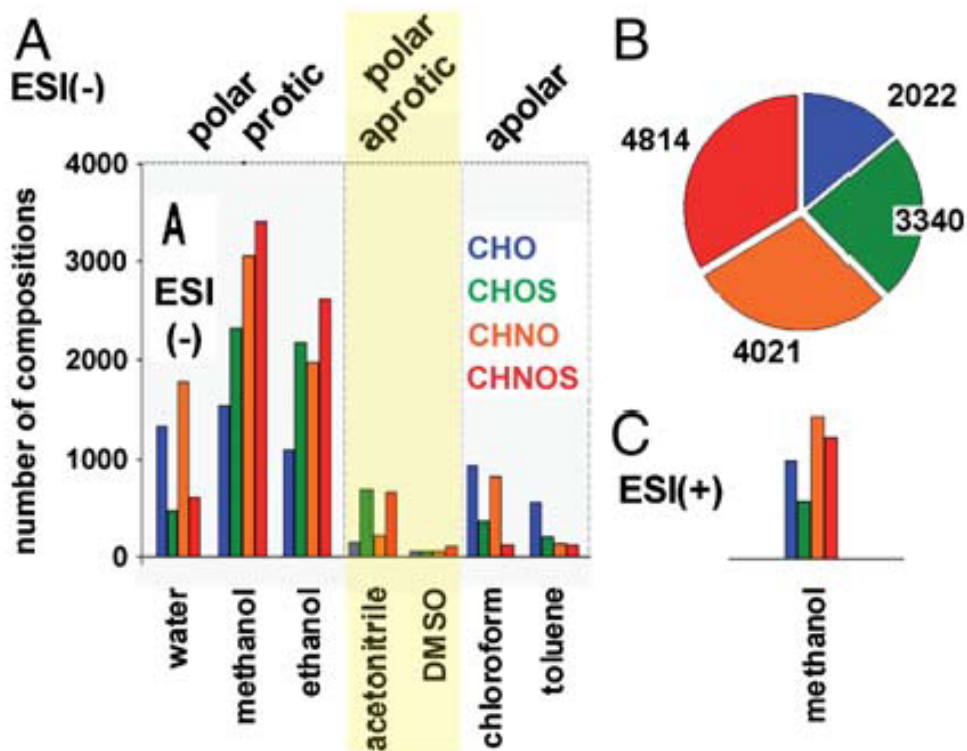 A
ESI(-)
polar
protic
polar
aprotic
apolar
number of compositions
4000
3000
2000
1000
0
A
ESI
(-)
CHO
CHOS
CHNO
CHNOS
water
methanol
ethanol
acetonitrile
DMSO
chloroform
toluene
B
2022
3340
4021
4814
C
ESI(+)
methanol